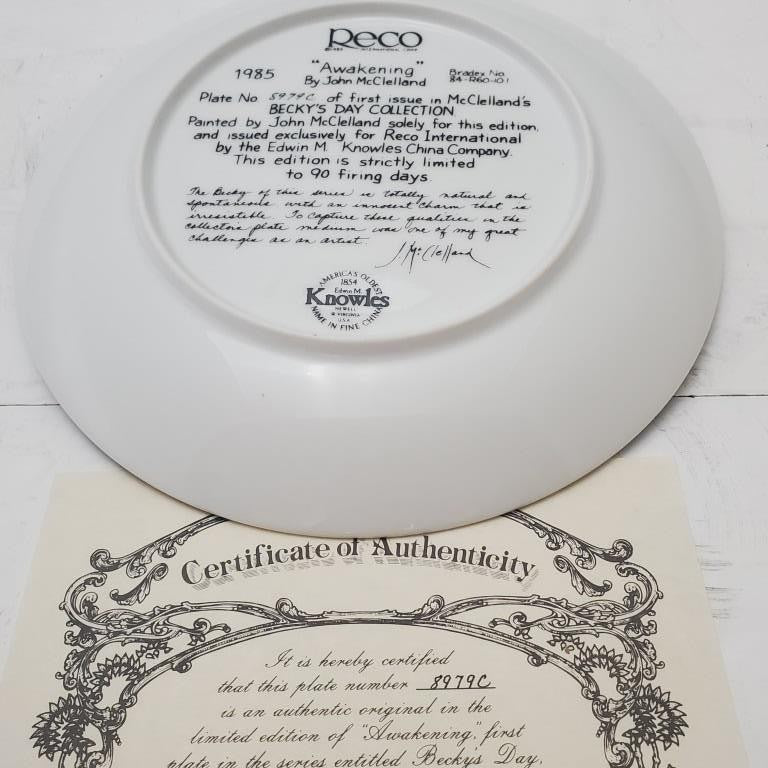 Reco
INTERNATIONAL CORP.
1985
"Awakening"
By John McClelland
Bradex No.
84-R60-10.1
Plate No 8979C of first issue in McClelland's
BECKY'S DAY COLLECTION
Painted by John McClelland solely for this edition,
and issued exclusively for Reco International
by the Edwin M. Knowles China Company.
This edition is strictly limited
to 90 firing days.
The Becky of this series is totally natural and
spontaneous with an innocent charm that is
irresistible. To capture these qualities in the
collectors plate medium was one of my great
challenges as an artist.
J. McClelland
AMERICA'S OLDEST
1854
Edwin M.
Knowles
NEWELL
W. VIRGINIA
U.S.A.
NAME IN FINE CHINA
Certificate of Authenticity
It is hereby certified
that this plate number 8979C
is an authentic original in the
limited edition of "Awakening," first
plate in the series entitled Becky's Day,